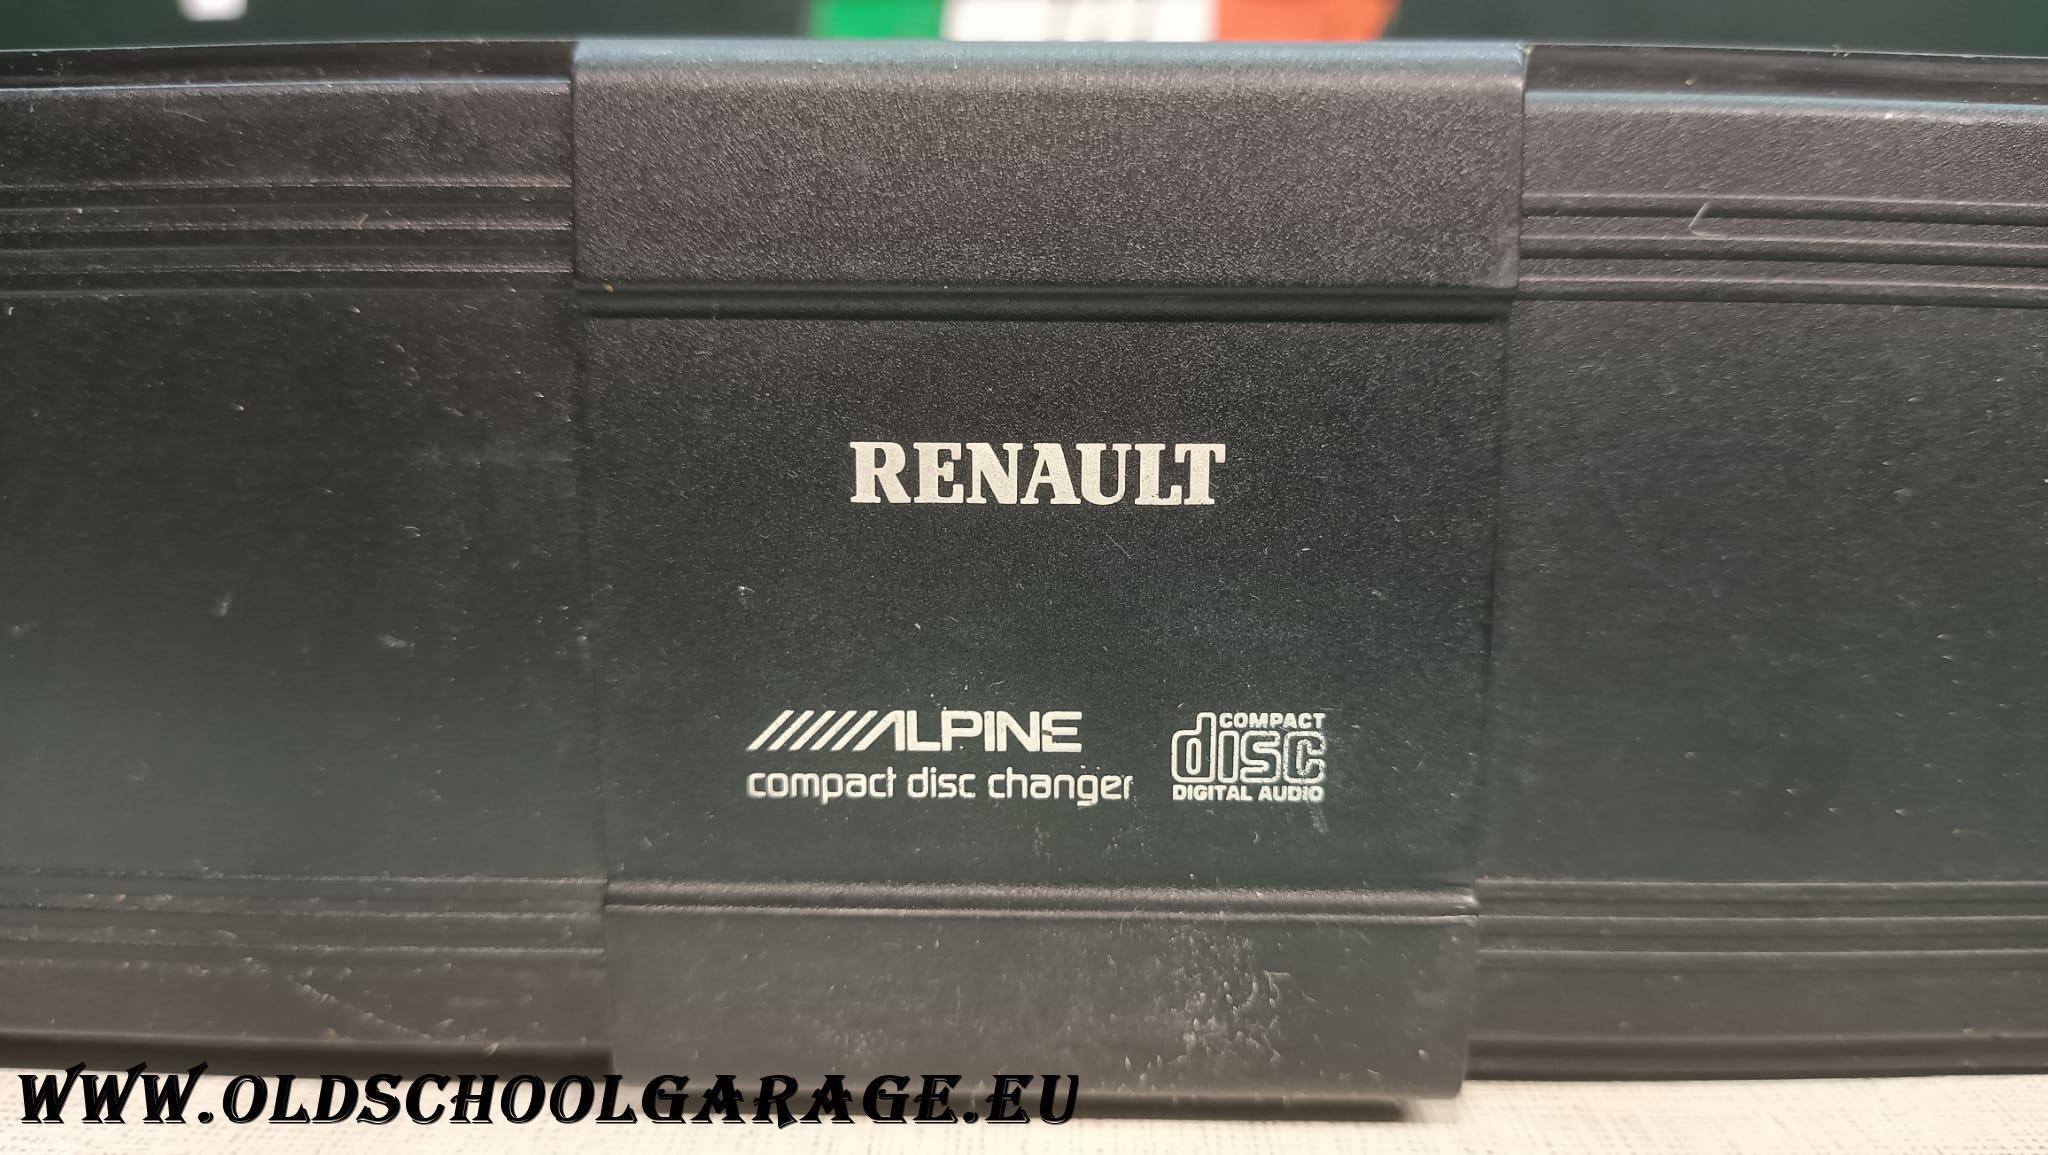 RENAULT
ALPINE
compact disc changer
COMPACT
disc
DIGITAL AUDIO
WWW.OLDSCHOOLGARAGE.EU